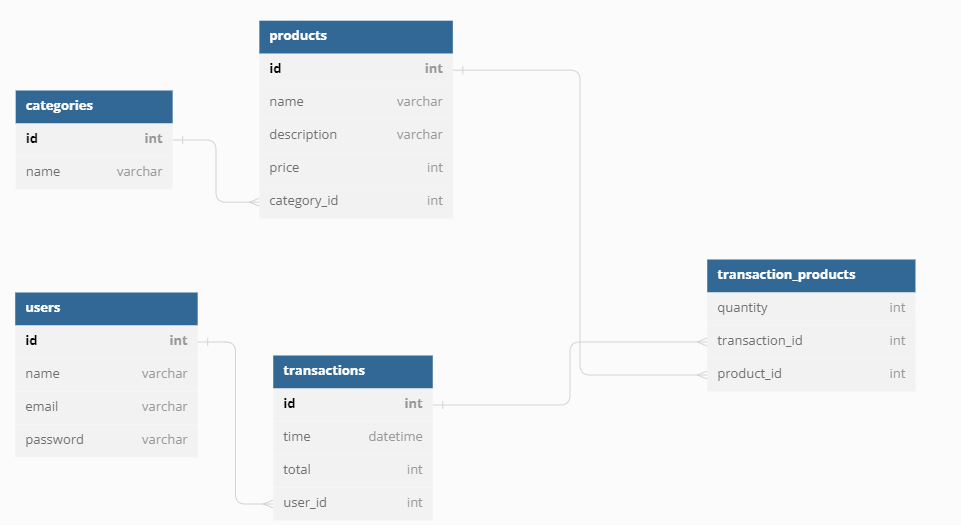 products
id int
name varchar
description varchar
price int
category_id int
categories
id int
name varchar
users
id int
name varchar
email varchar
password varchar
transactions
id int
time datetime
total int
user_id int
transaction_products
quantity int
transaction_id int
product_id int